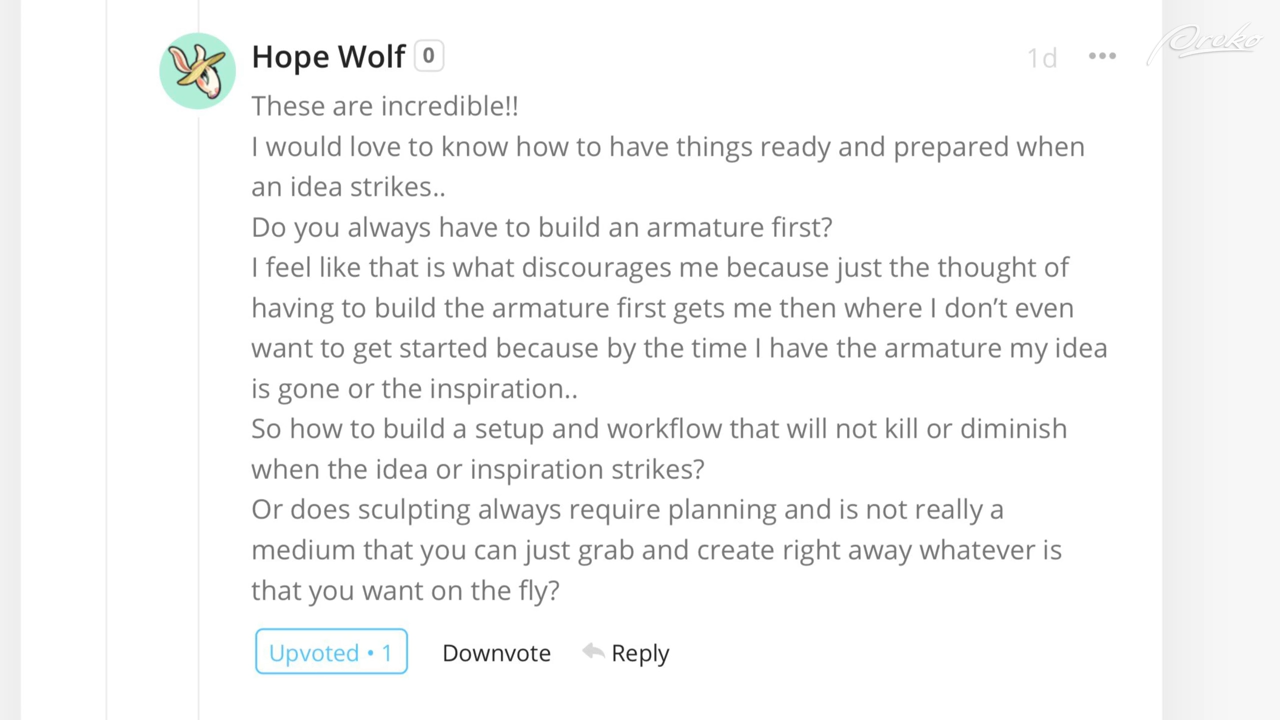 Proko
Hope Wolf 0
1d •••
These are incredible!!
I would love to know how to have things ready and prepared when
an idea strikes..
Do you always have to build an armature first?
I feel like that is what discourages me because just the thought of
having to build the armature first gets me then where I don’t even
want to get started because by the time I have the armature my idea
is gone or the inspiration..
So how to build a setup and workflow that will not kill or diminish
when the idea or inspiration strikes?
Or does sculpting always require planning and is not really a
medium that you can just grab and create right away whatever is
that you want on the fly?
Upvoted • 1 Downvote Reply